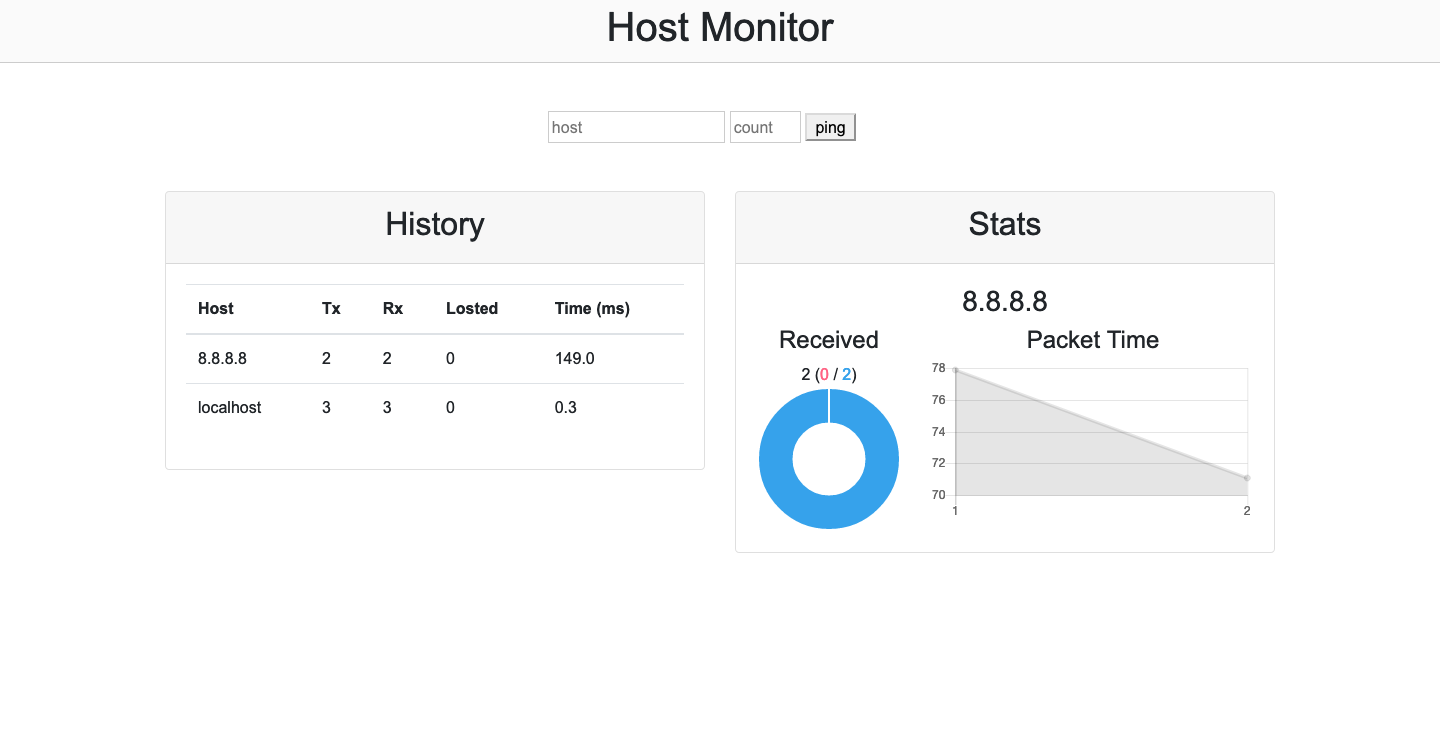 Host Monitor
host count ping
History
Host Tx Rx Losted Time (ms)
8.8.8.8 2 2 0 149.0
localhost 3 3 0 0.3
Stats
8.8.8.8
Received
2 (0 / 2)
Packet Time
78
76
74
72
70
1 2